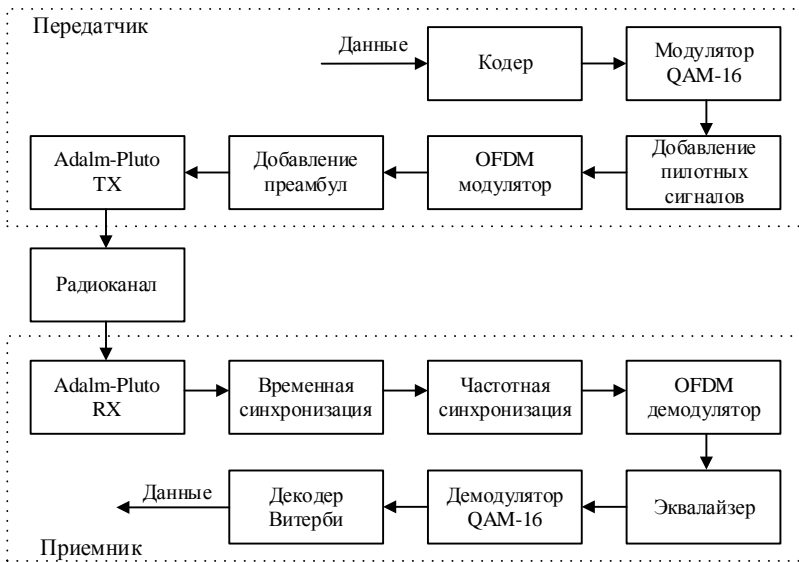 Передатчик
Данные
Кодер
Модулятор
QAM-16
Adalm-Pluto
TX
Добавление
преамбул
OFDM
модулятор
Добавление
пилотных
сигналов
Радиоканал
Adalm-Pluto
RX
Временная
синхронизация
Частотная
синхронизация
OFDM
демодулятор
Данные
Декодер
Витерби
Демодулятор
QAM-16
Эквалайзер
Приемник